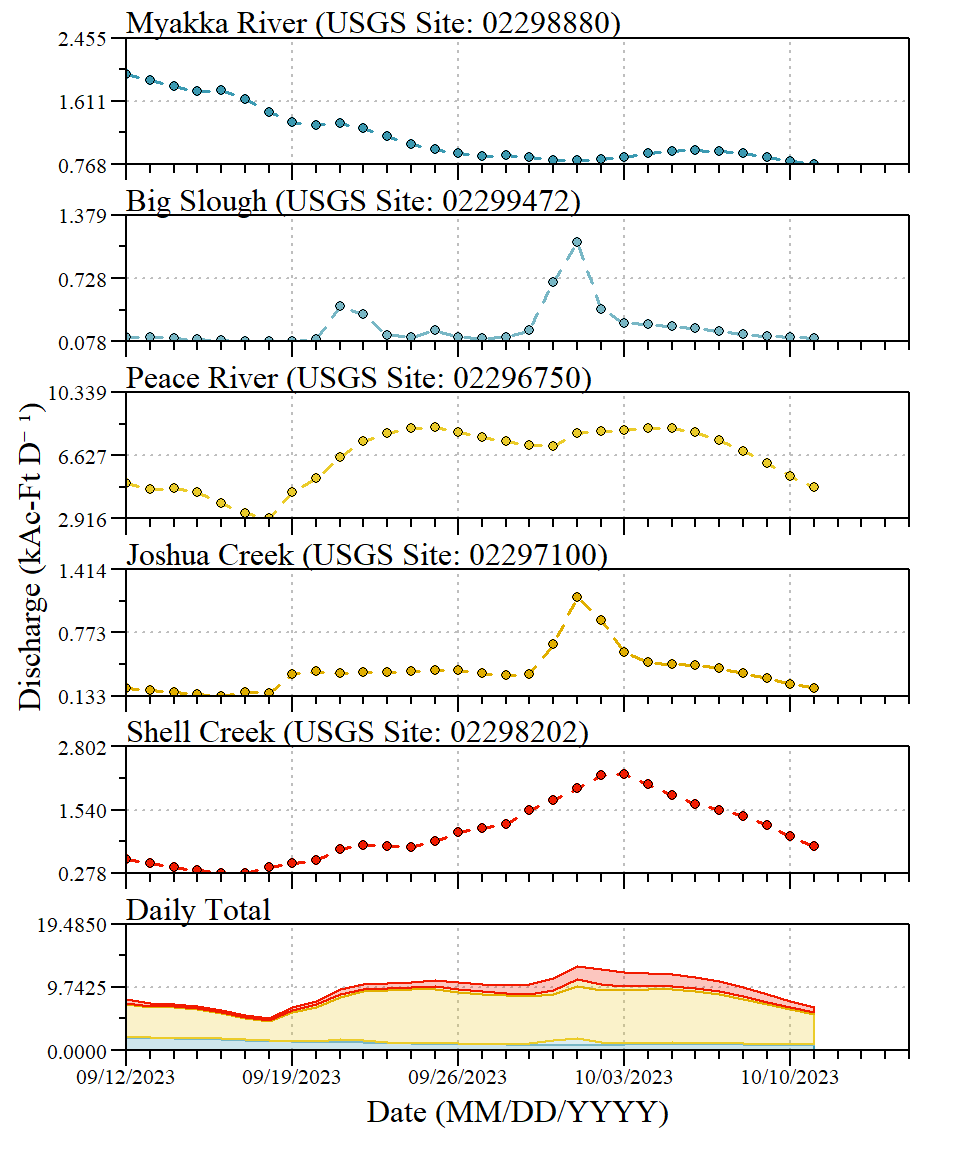 Myakka River (USGS Site: 02298880)
2.455
1.611
0.768
Big Slough (USGS Site: 02299472)
1.379
0.728
0.078
Peace River (USGS Site: 02296750)
10.339
6.627
2.916
Joshua Creek (USGS Site: 02297100)
1.414
0.773
0.133
Shell Creek (USGS Site: 02298202)
2.802
1.540
0.278
Daily Total
19.4850
9.7425
0.0000
Discharge (kAc-Ft D⁻¹)
09/12/2023 09/19/2023 09/26/2023 10/03/2023 10/10/2023
Date (MM/DD/YYYY)